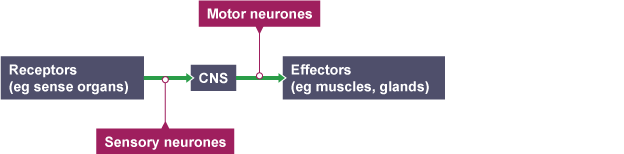 Motor neurones
Receptors
(eg sense organs)
CNS
Effectors
(eg muscles, glands)
Sensory neurones